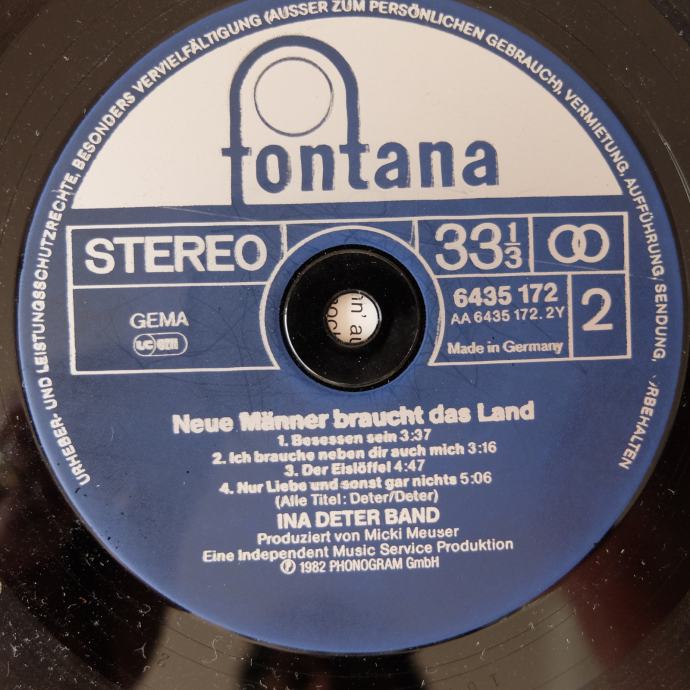 URHEBER- UND LEISTUNGSSCHUTZRECHTE, BESONDERS VERVIELFÄLTIGUNG (AUSSER ZUM PERSÖNLICHEN GEBRAUCH), VERMIETUNG, AUFFÜHRUNG, SENDUNG,
fontana
STEREO
33 1/3
GEMA
LC
6435 172
AA 6435 172.2Y
2
Made in Germany
Neue Männer braucht das Land
1. Besessen sein 3:37
2. Ich brauche neben dir auch mich 3:16
3. Der Eislöffel 4:47
4. Nur Liebe und sonst gar nichts 5:06
(Alle Titel: Deter/Deter)
INA DETER BAND
Produziert von Micki Meuser
Eine Independent Music Service Produktion
℗ 1982 PHONOGRAM GmbH